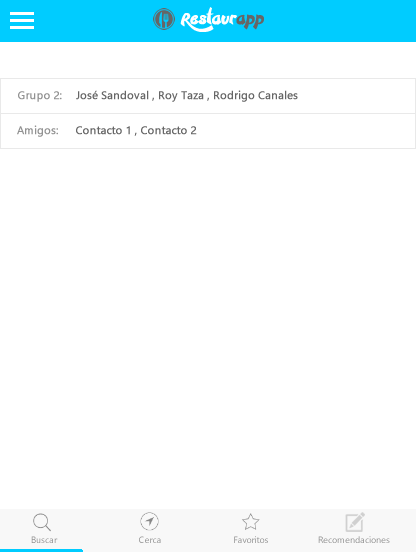 Restaurapp
Grupo 2: José Sandoval , Roy Taza , Rodrigo Canales
Amigos: Contacto 1 , Contacto 2
Buscar Cerca Favoritos Recomendaciones